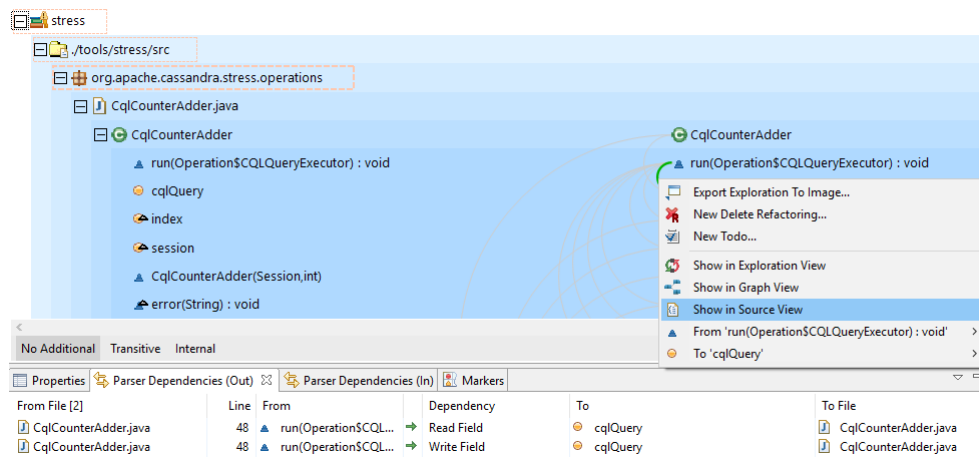 stress
./tools/stress/src
org.apache.cassandra.stress.operations
CqlCounterAdder.java
CqlCounterAdder CqlCounterAdder
run(Operation$CQLQueryExecutor) : void run(Operation$CQLQueryExecutor) : void
cqlQuery
index
session
CqlCounterAdder(Session,int)
error(String) : void
Export Exploration To Image...
New Delete Refactoring...
New Todo...
Show in Exploration View
Show in Graph View
Show in Source View
From 'run(Operation$CQLQueryExecutor) : void'
To 'cqlQuery'
No Additional Transitive Internal
Properties Parser Dependencies (Out) Parser Dependencies (In) Markers
From File [2] Line From Dependency To To File
CqlCounterAdder.java 48 run(Operation$CQL... Read Field cqlQuery CqlCounterAdder.java
CqlCounterAdder.java 48 run(Operation$CQL... Write Field cqlQuery CqlCounterAdder.java